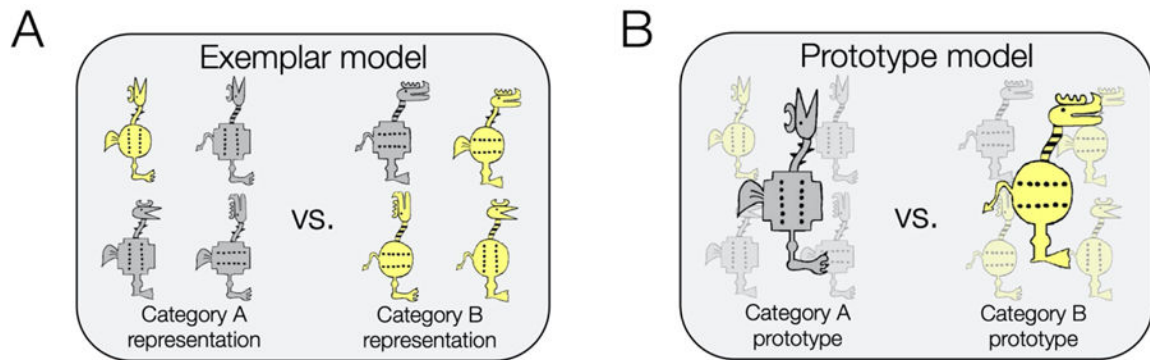 A
Exemplar model
vs.
Category A
representation
Category B
representation
B
Prototype model
vs.
Category A
prototype
Category B
prototype